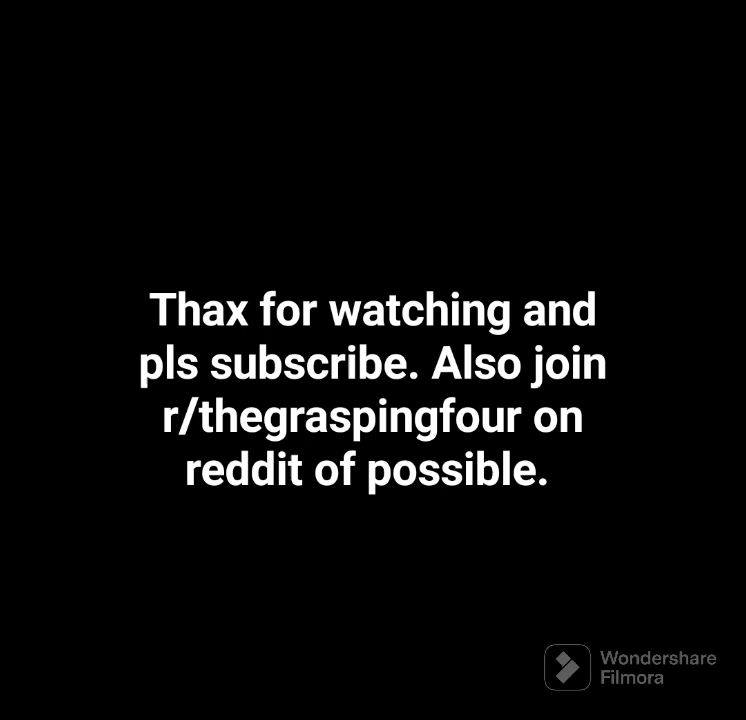 Thax for watching and
pls subscribe. Also join
r/thegraspingfour on
reddit of possible.
Wondershare
Filmora